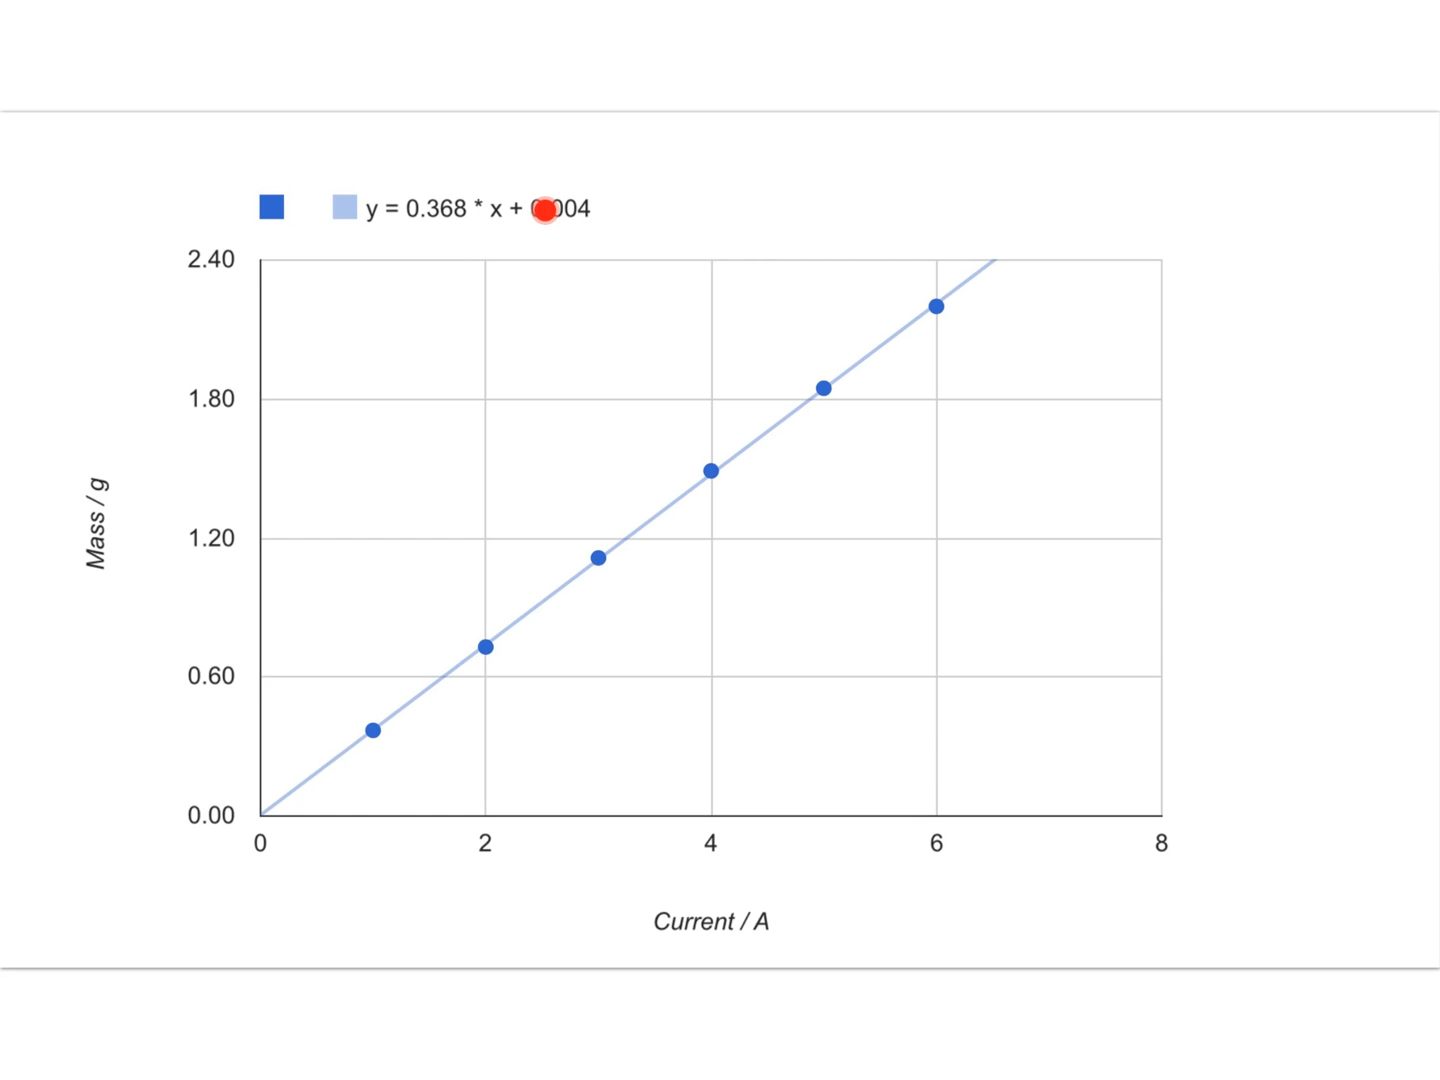 y = 0.368 * x +
2.40
1.80
1.20
0.60
0.00
0 2 4 6 8
Mass / g
Current / A